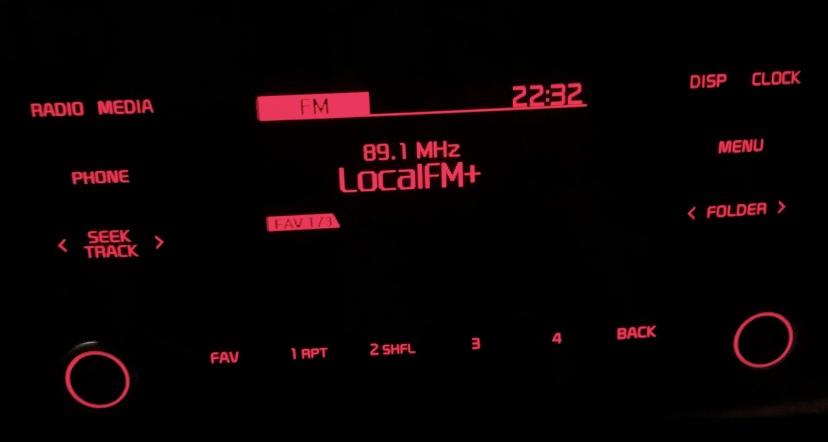 RADIO MEDIA
FM
22:32
DISP CLOCK
PHONE
89.1 MHz
LocalFM+
MENU
< SEEK TRACK >
FAV 1/3
< FOLDER >
FAV
1 RPT
2 SHFL
3
4
BACK